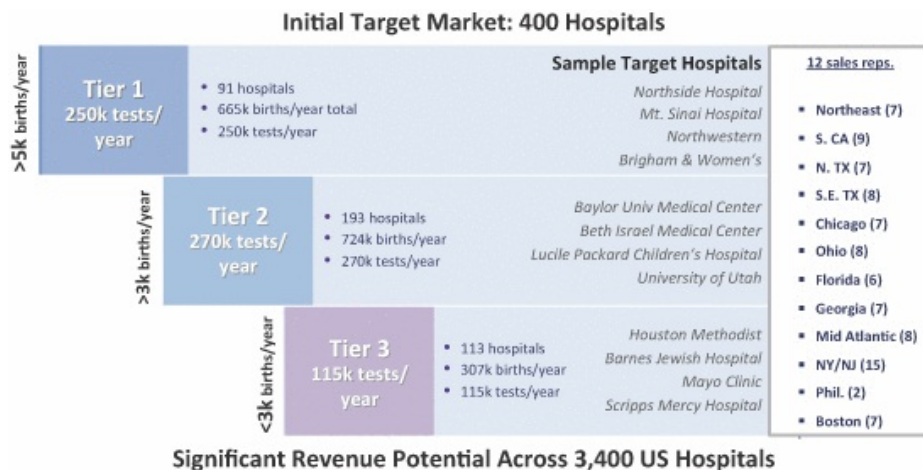 Initial Target Market: 400 Hospitals
>5k births/year
Tier 1
250k tests/
year
• 91 hospitals
• 665k births/year total
• 250k tests/year
Sample Target Hospitals
Northside Hospital
Mt. Sinai Hospital
Northwestern
Brigham & Women's
>3k births/year
Tier 2
270k tests/
year
• 193 hospitals
• 724k births/year
• 270k tests/year
Baylor Univ Medical Center
Beth Israel Medical Center
Lucile Packard Children's Hospital
University of Utah
<3k births/year
Tier 3
115k tests/
year
• 113 hospitals
• 307k births/year
• 115k tests/year
Houston Methodist
Barnes Jewish Hospital
Mayo Clinic
Scripps Mercy Hospital
12 sales reps.
• Northeast (7)
• S. CA (9)
• N. TX (7)
• S.E. TX (8)
• Chicago (7)
• Ohio (8)
• Florida (6)
• Georgia (7)
• Mid Atlantic (8)
• NY/NJ (15)
• Phil. (2)
• Boston (7)
Significant Revenue Potential Across 3,400 US Hospitals